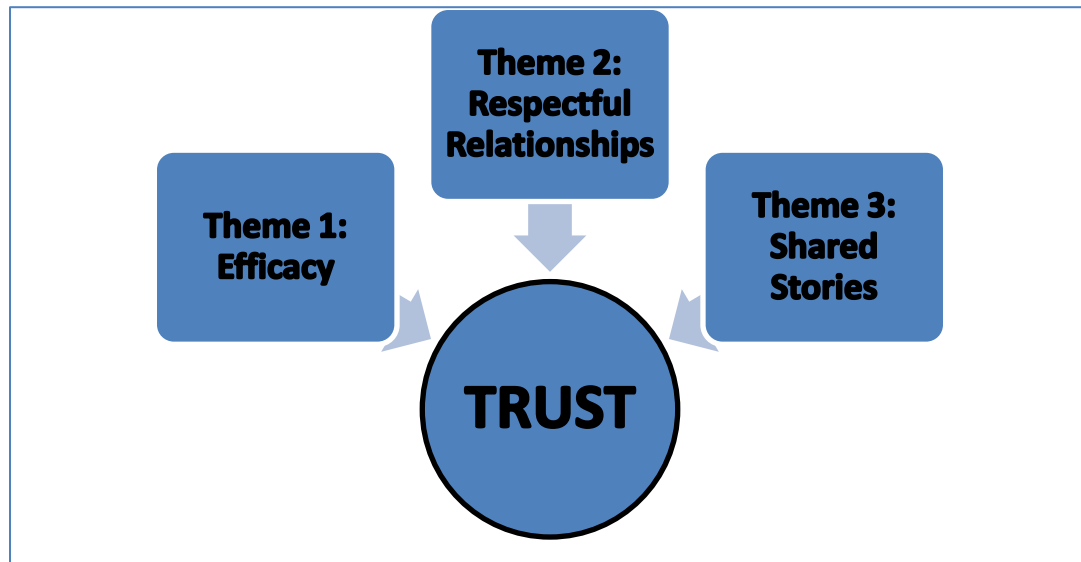 Theme 1:
Efficacy
Theme 2:
Respectful
Relationships
Theme 3:
Shared
Stories
TRUST